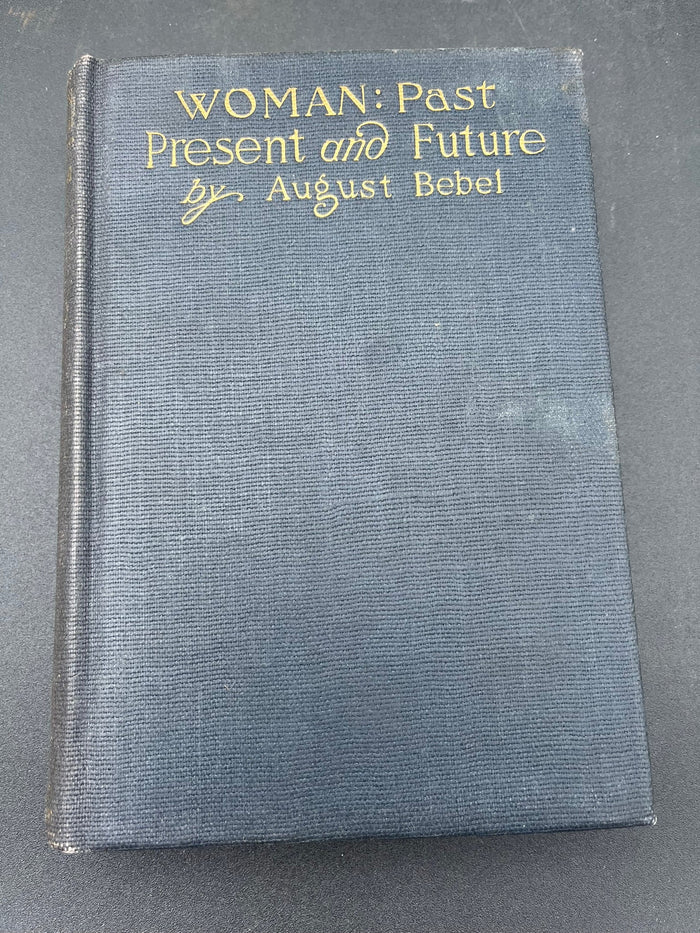 WOMAN: Past
Present and Future
by August Bebel